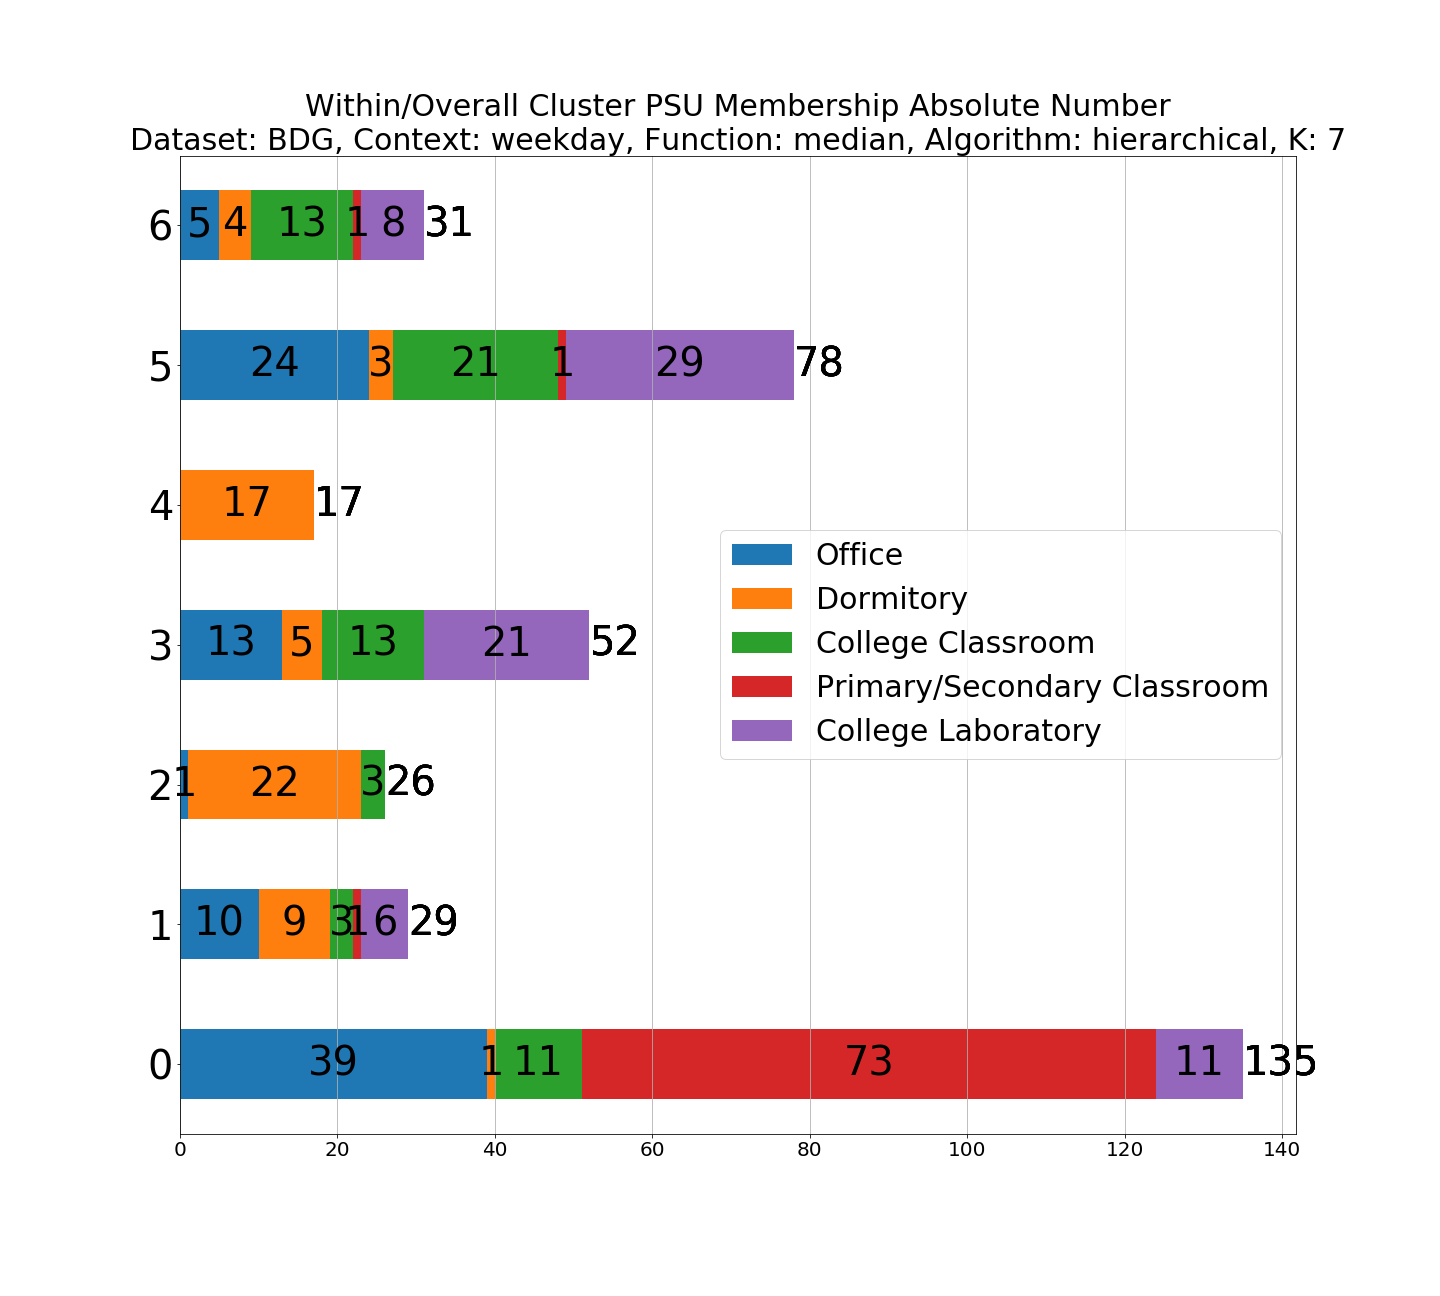 Within/Overall Cluster PSU Membership Absolute Number
Dataset: BDG, Context: weekday, Function: median, Algorithm: hierarchical, K: 7
6 5 4 13 1 8 31
5 24 3 21 1 29 78
4 17 17
3 13 5 13 21 52
2 1 22 3 26
1 10 9 3 1 6 29
0 39 1 11 73 11 135
0 20 40 60 80 100 120 140
Office
Dormitory
College Classroom
Primary/Secondary Classroom
College Laboratory